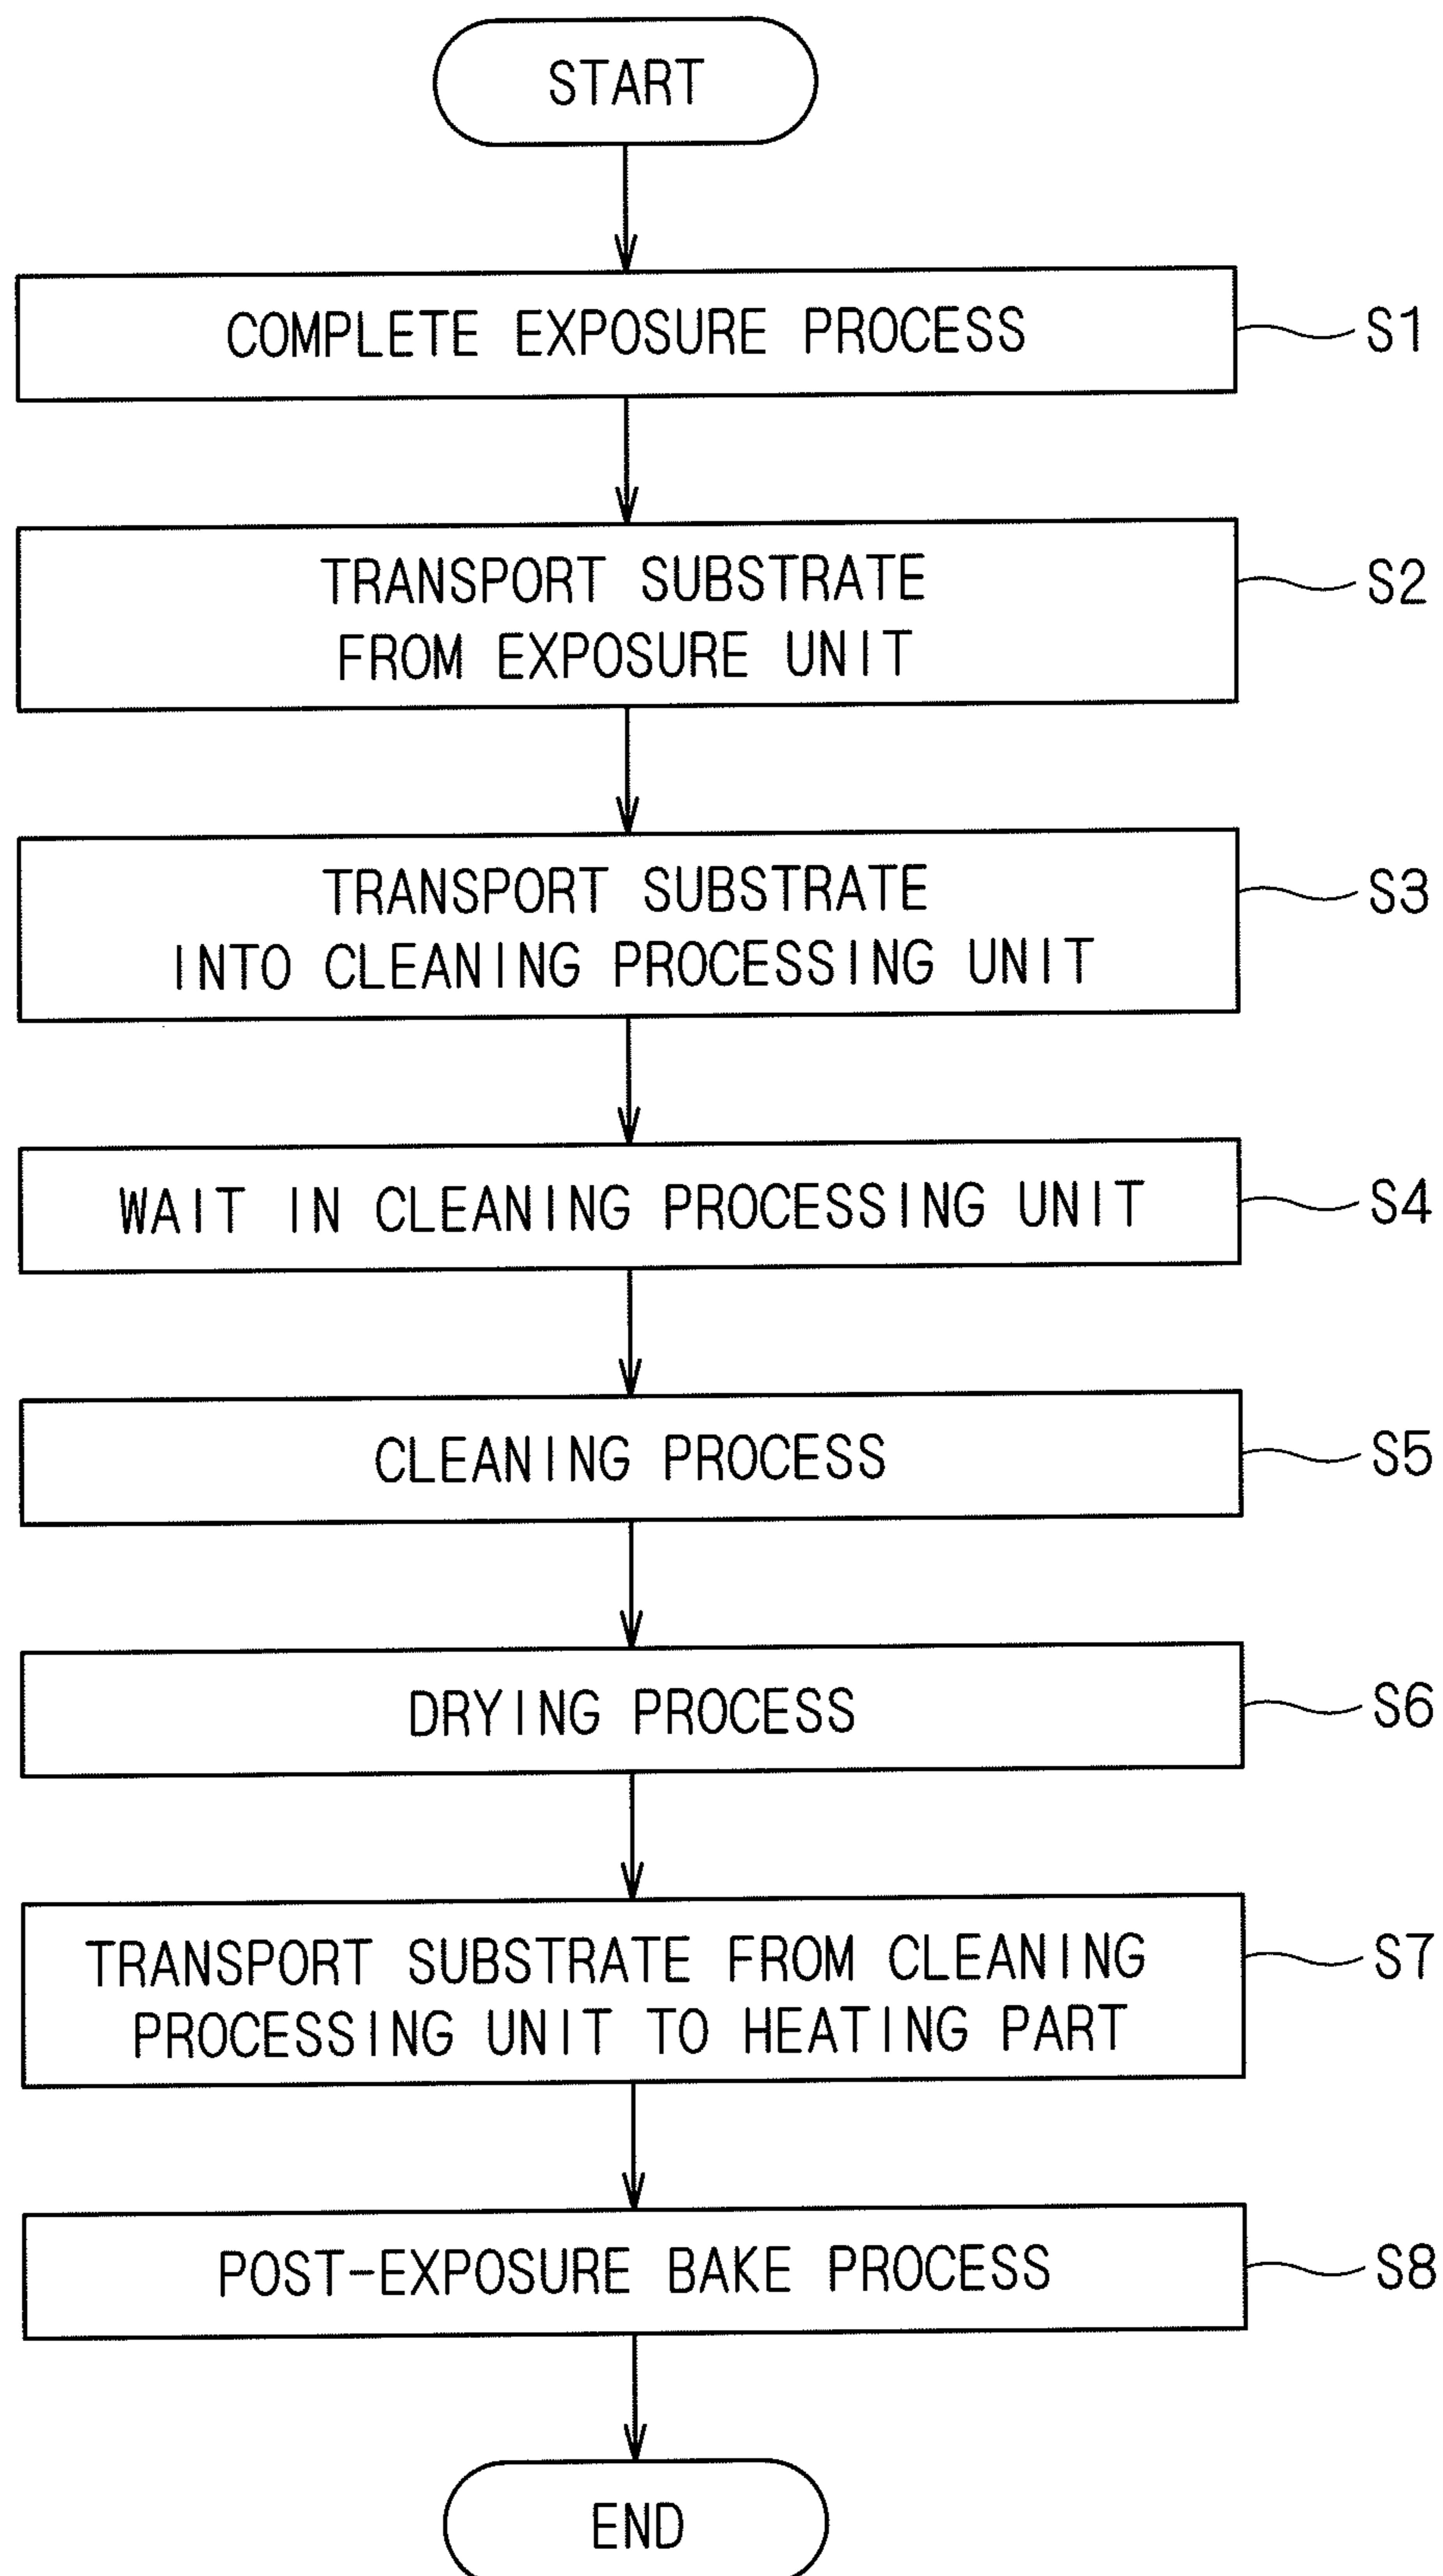 START
COMPLETE EXPOSURE PROCESS
S1
TRANSPORT SUBSTRATE
FROM EXPOSURE UNIT
S2
TRANSPORT SUBSTRATE
INTO CLEANING PROCESSING UNIT
S3
WAIT IN CLEANING PROCESSING UNIT
S4
CLEANING PROCESS
S5
DRYING PROCESS
S6
TRANSPORT SUBSTRATE FROM CLEANING
PROCESSING UNIT TO HEATING PART
S7
POST-EXPOSURE BAKE PROCESS
S8
END